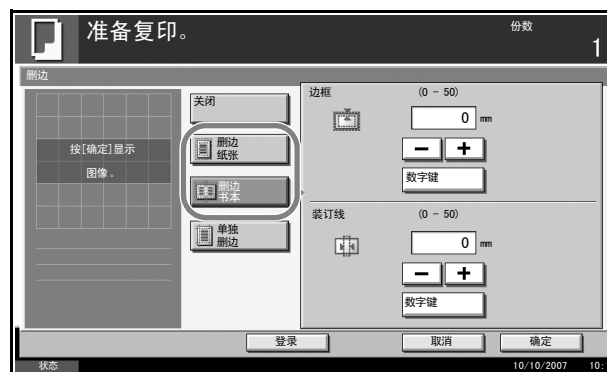 准备复印。
份数
1
删边
按[确定]显示
图像。
关闭
删边
纸张
删边
书本
单独
删边
边框
(0 - 50)
0 mm
数字键
装订线
(0 - 50)
0 mm
数字键
登录
取消
确定
状态
10/10/2007 10: